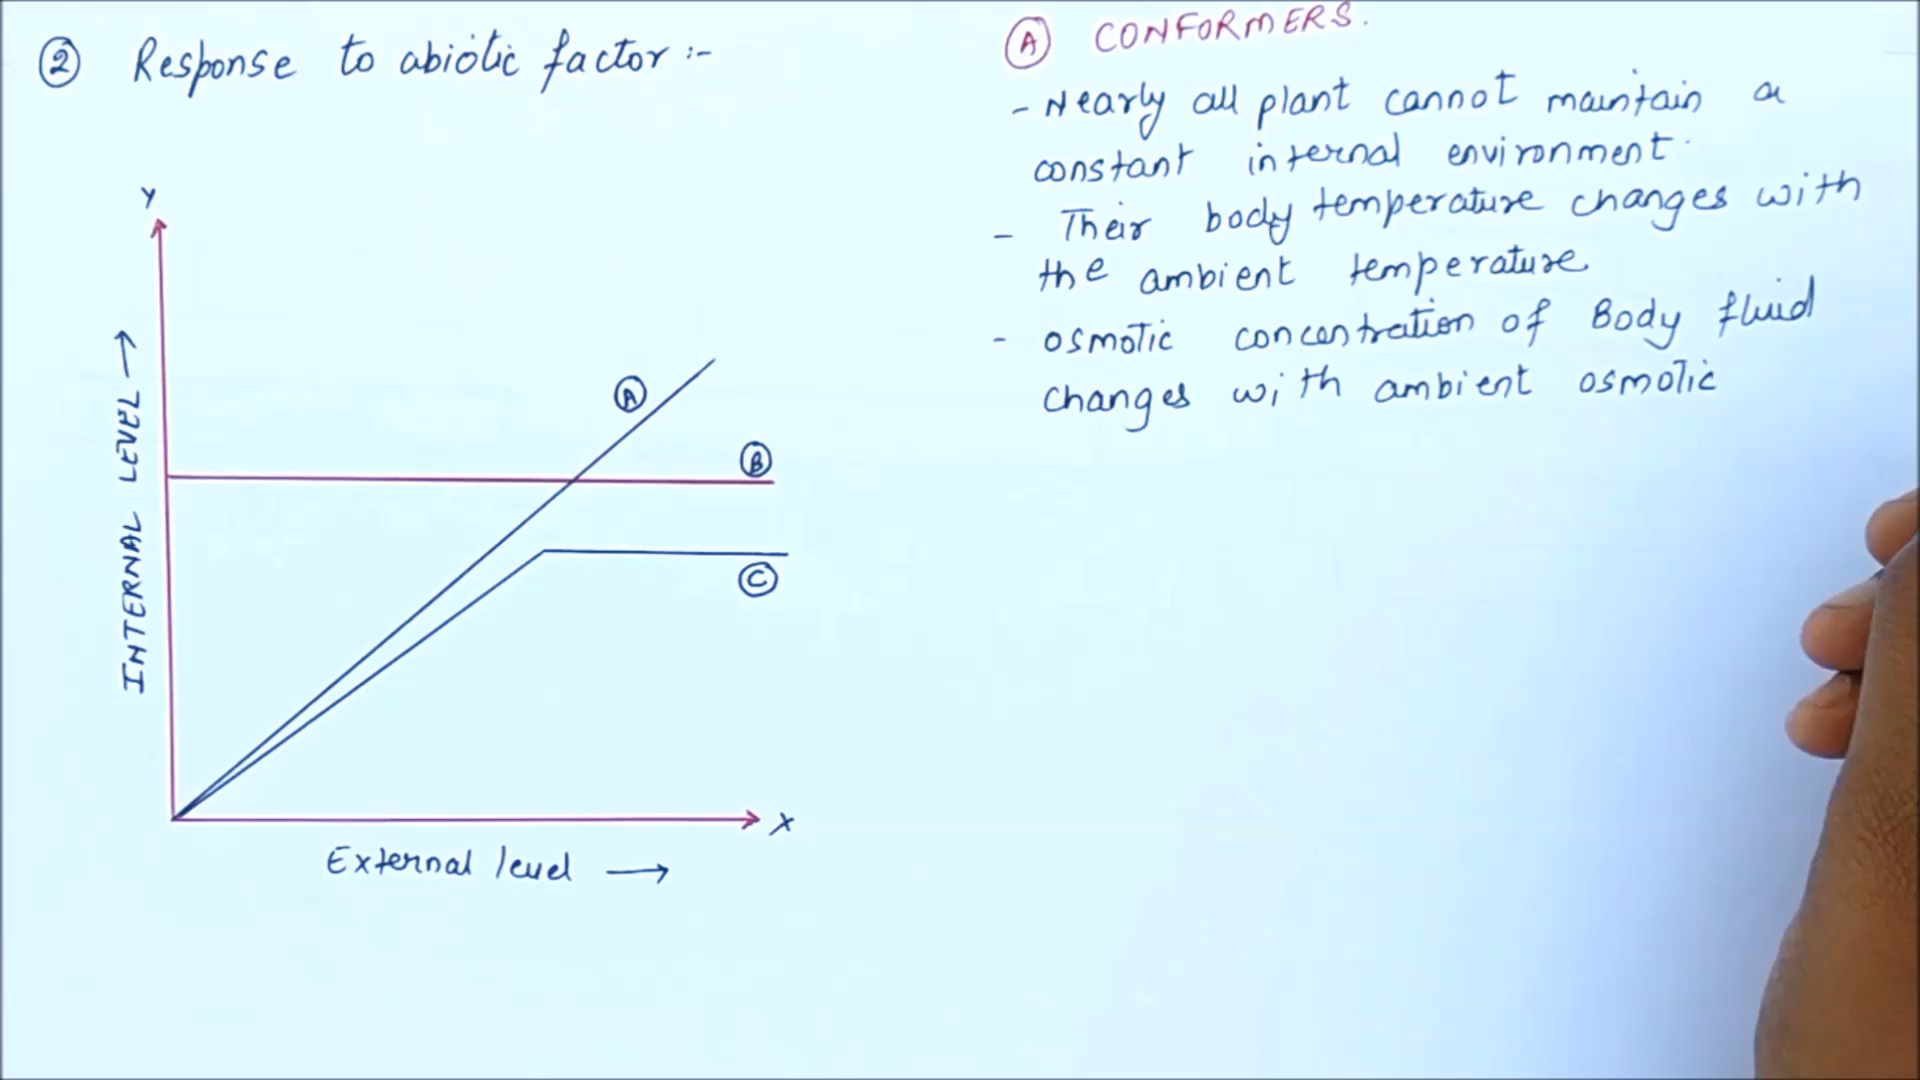 ② Response to abiotic factor :-
Y
INTERNAL LEVEL →
Ⓐ
Ⓑ
Ⓒ
X
External level →
Ⓐ CONFORMERS.
- Nearly all plant cannot maintain a
constant internal environment.
- Their body temperature changes with
the ambient temperature
- osmotic concentration of Body fluid
changes with ambient osmotic